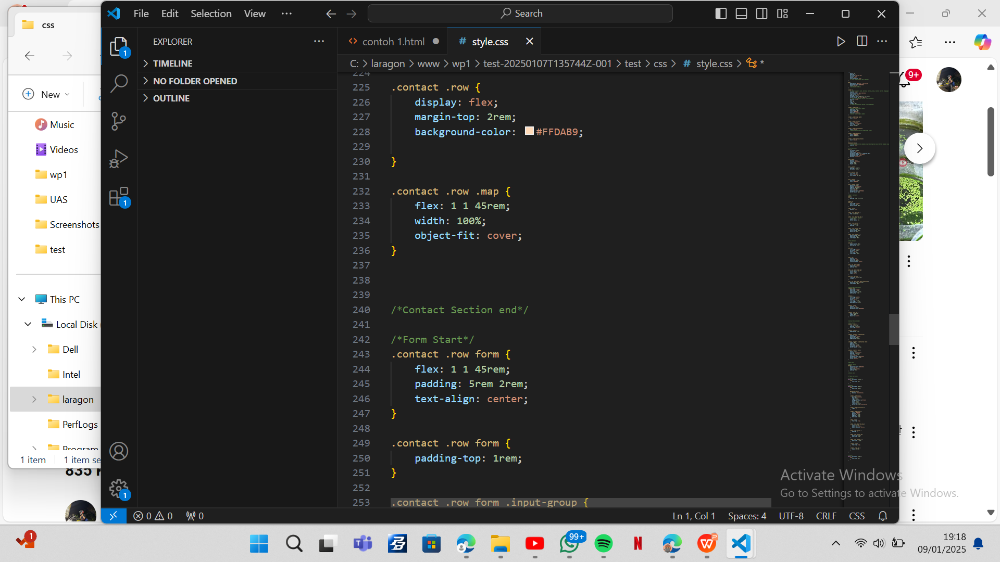 css
New
Music
Videos
wp1
UAS
Screenshots
test
This PC
Local Disk
Dell
Intel
laragon
PerfLogs
Program
1 item
1 item se
835
File Edit Selection View
Search
EXPLORER
TIMELINE
NO FOLDER OPENED
OUTLINE
1
1
1
contoh 1.html
# style.css
C: > laragon > www > wp1 > test-20250107T135744Z-001 > test > css > # style.css > *
224
225 .contact .row {
226 display: flex;
227 margin-top: 2rem;
228 background-color: #FFDAB9;
229
230 }
231
232 .contact .row .map {
233 flex: 1 1 45rem;
234 width: 100%;
235 object-fit: cover;
236 }
237
238
239
240 /*Contact Section end*/
241
242 /*Form Start*/
243 .contact .row form {
244 flex: 1 1 45rem;
245 padding: 5rem 2rem;
246 text-align: center;
247 }
248
249 .contact .row form {
250 padding-top: 1rem;
251 }
252
253 .contact .row form .input-group {
9+
Activate Windows
Go to Settings to activate Windows.
0 0 0
Ln 1, Col 1 Spaces: 4 UTF-8 CRLF CSS
1
99+
19:18
09/01/2025